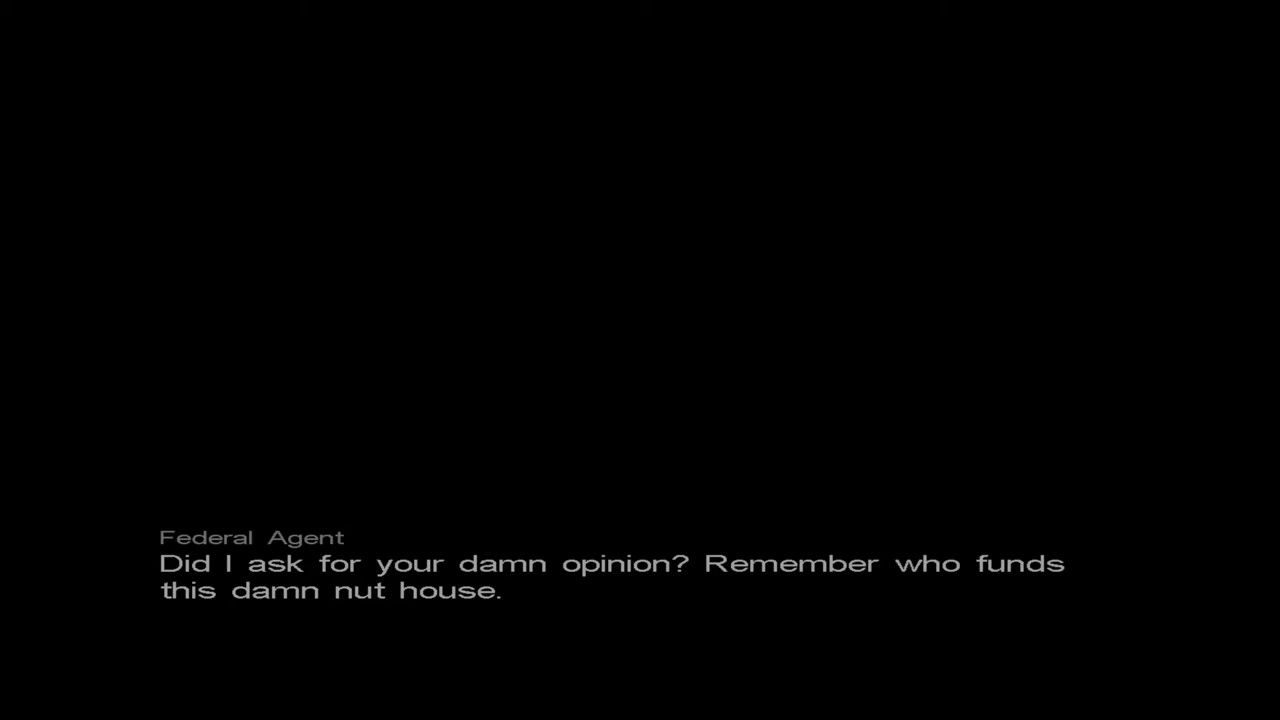 Federal Agent
Did I ask for your damn opinion? Remember who funds
this damn nut house.